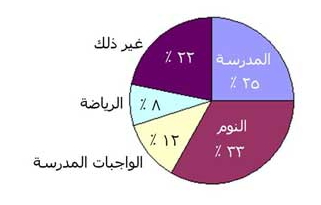 غير ذلك
٢٢ ٪
المدرسة
٢٥ ٪
الرياضة
٨ ٪
النوم
٣٣ ٪
١٢ ٪
الواجبات المدرسة